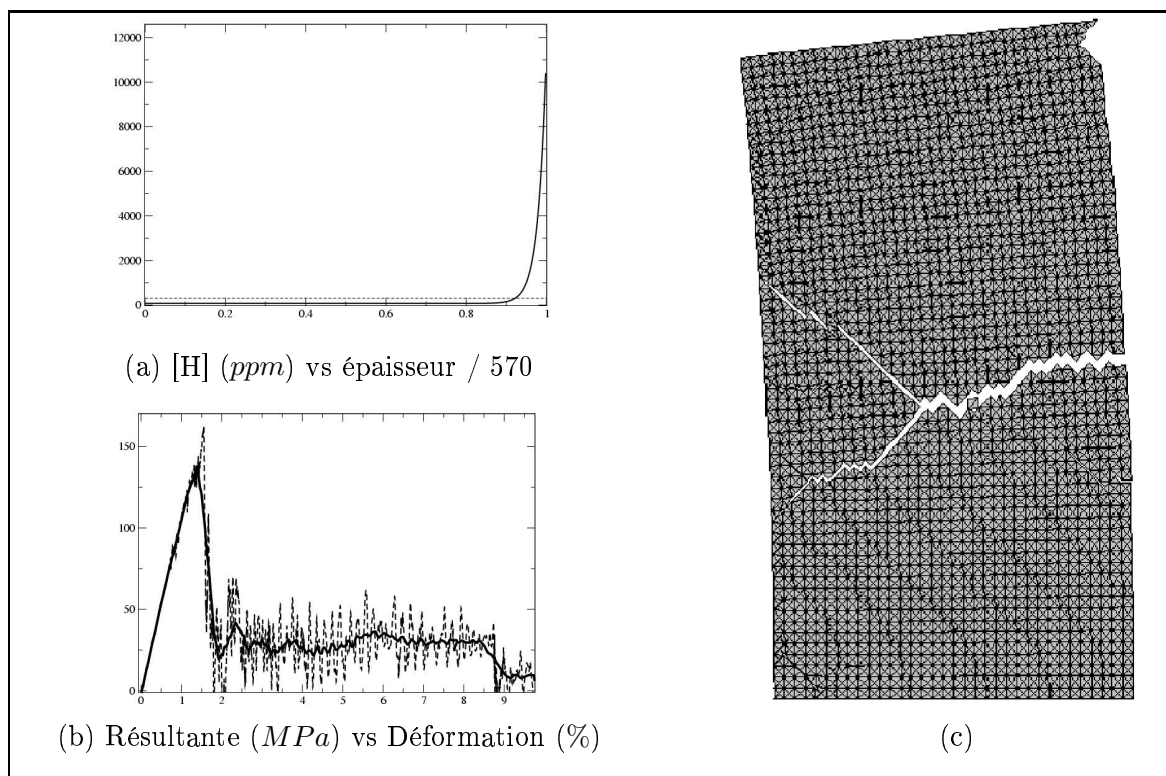 12000
10000
8000
6000
4000
2000
0
0 0.2 0.4 0.6 0.8 1
(a) [H] (ppm) vs épaisseur / 570
150
100
50
0
0 1 2 3 4 5 6 7 8 9
(b) Résultante (MPa) vs Déformation (%)
(c)